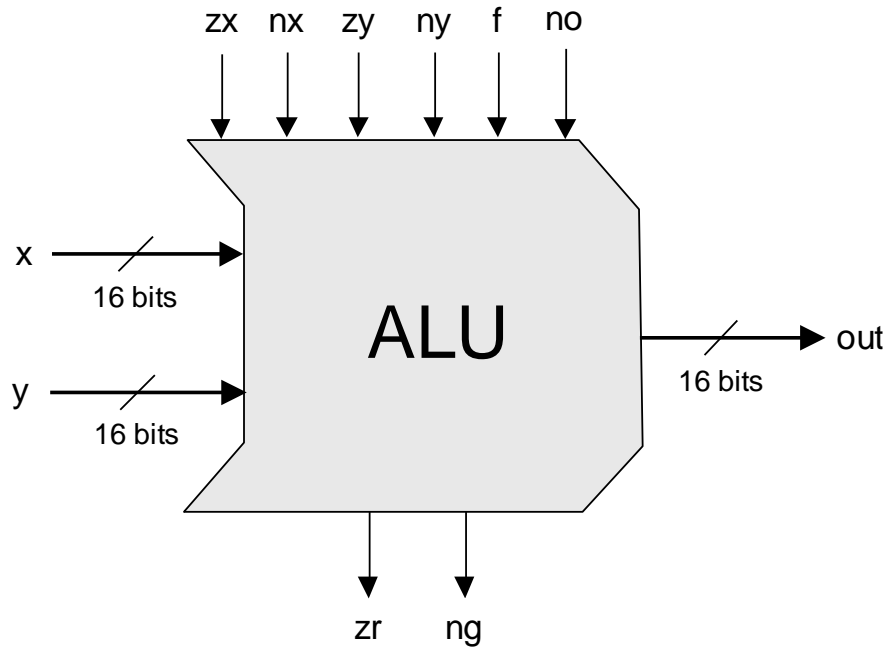 zx nx zy ny f no
x
16 bits
ALU
out
y
16 bits
16 bits
zr ng